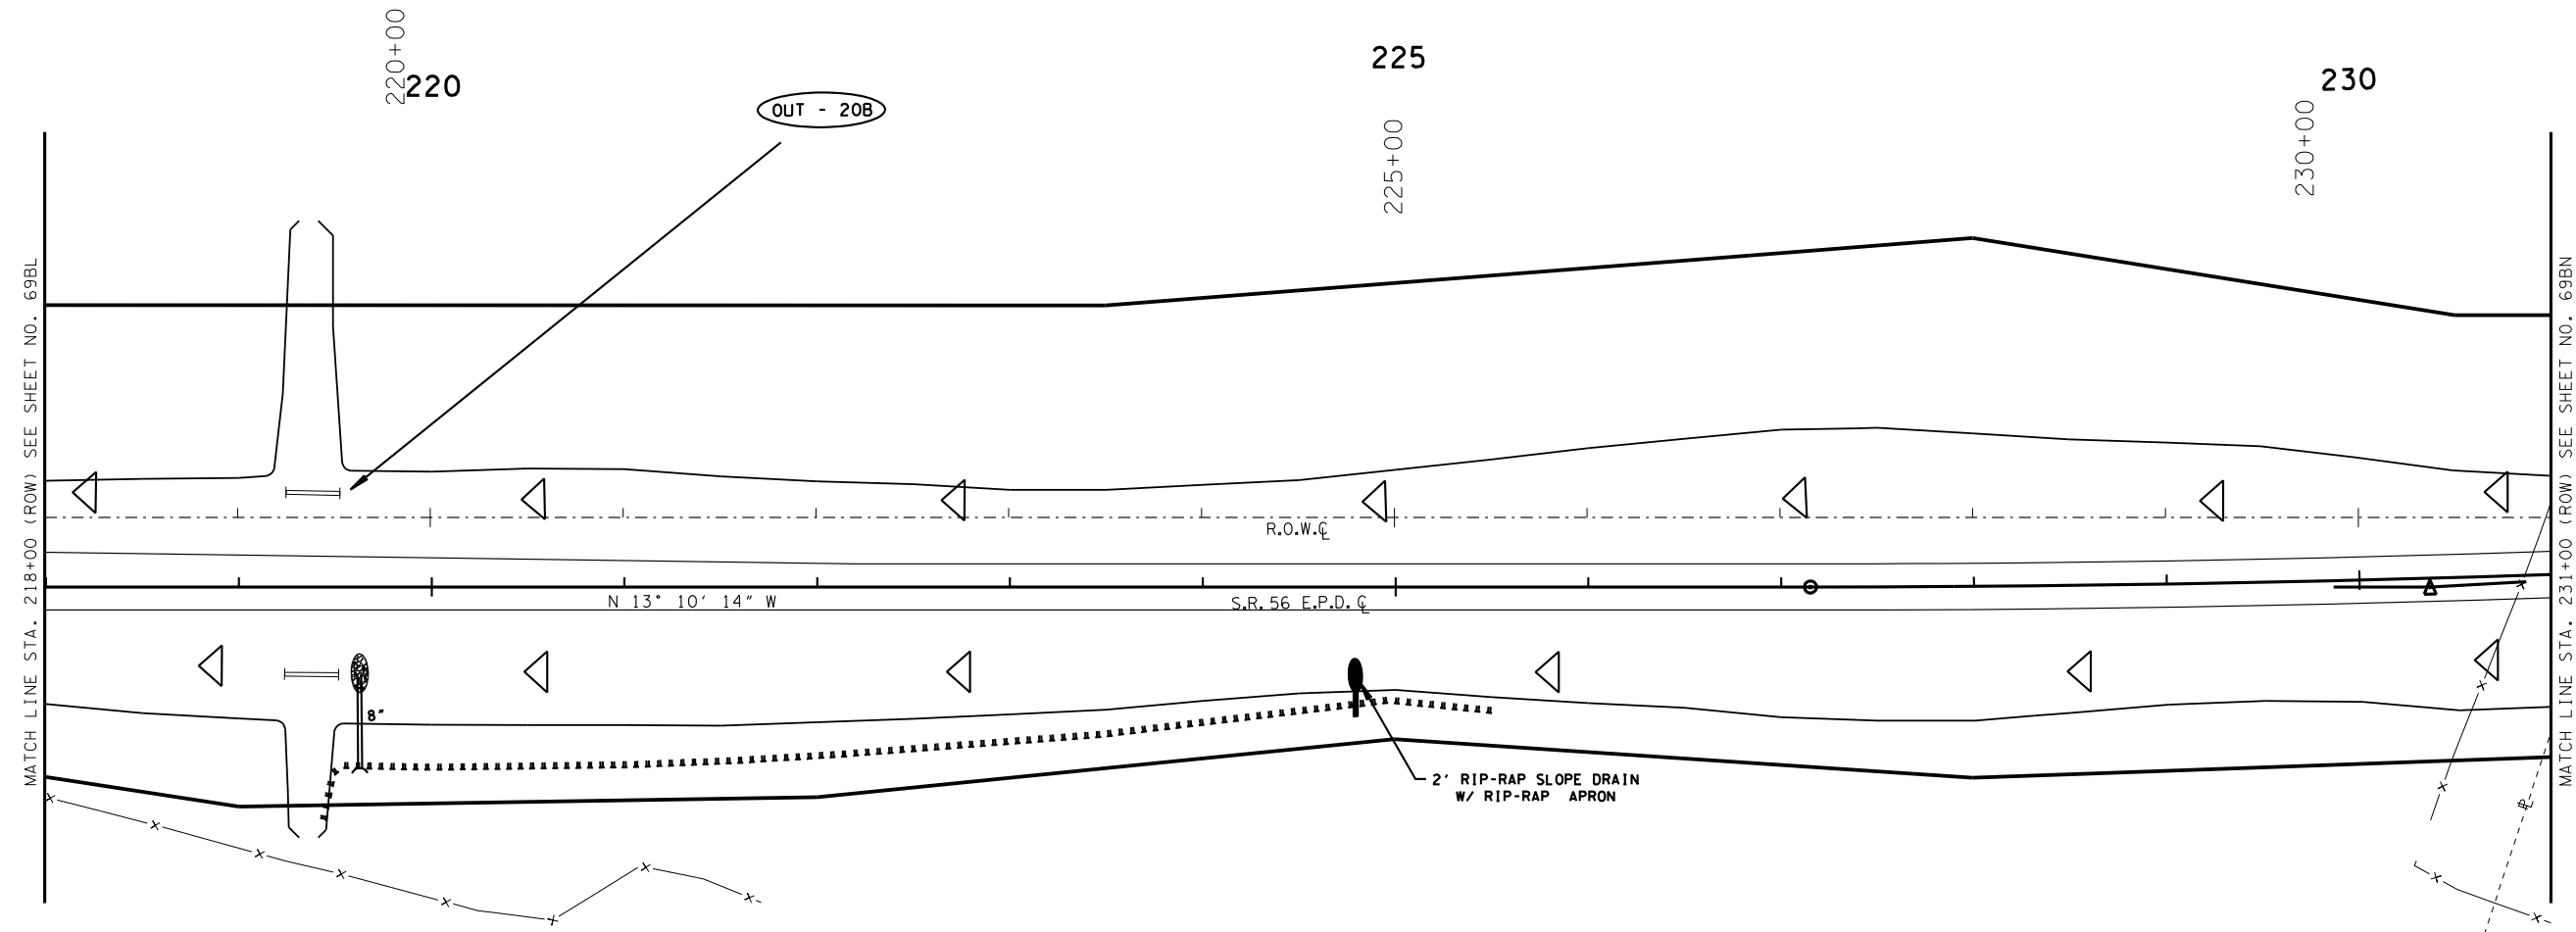 220+00
220
225
230
OUT - 20B
225+00
230+00
MATCH LINE STA. 218+00 (ROW) SEE SHEET NO. 69BL
MATCH LINE STA. 231+00 (ROW) SEE SHEET NO. 69BN
R.O.W. ℄
N 13° 10' 14" W
S.R. 56 E.P.D. ℄
8"
2' RIP-RAP SLOPE DRAIN
W/ RIP-RAP APRON
⅊